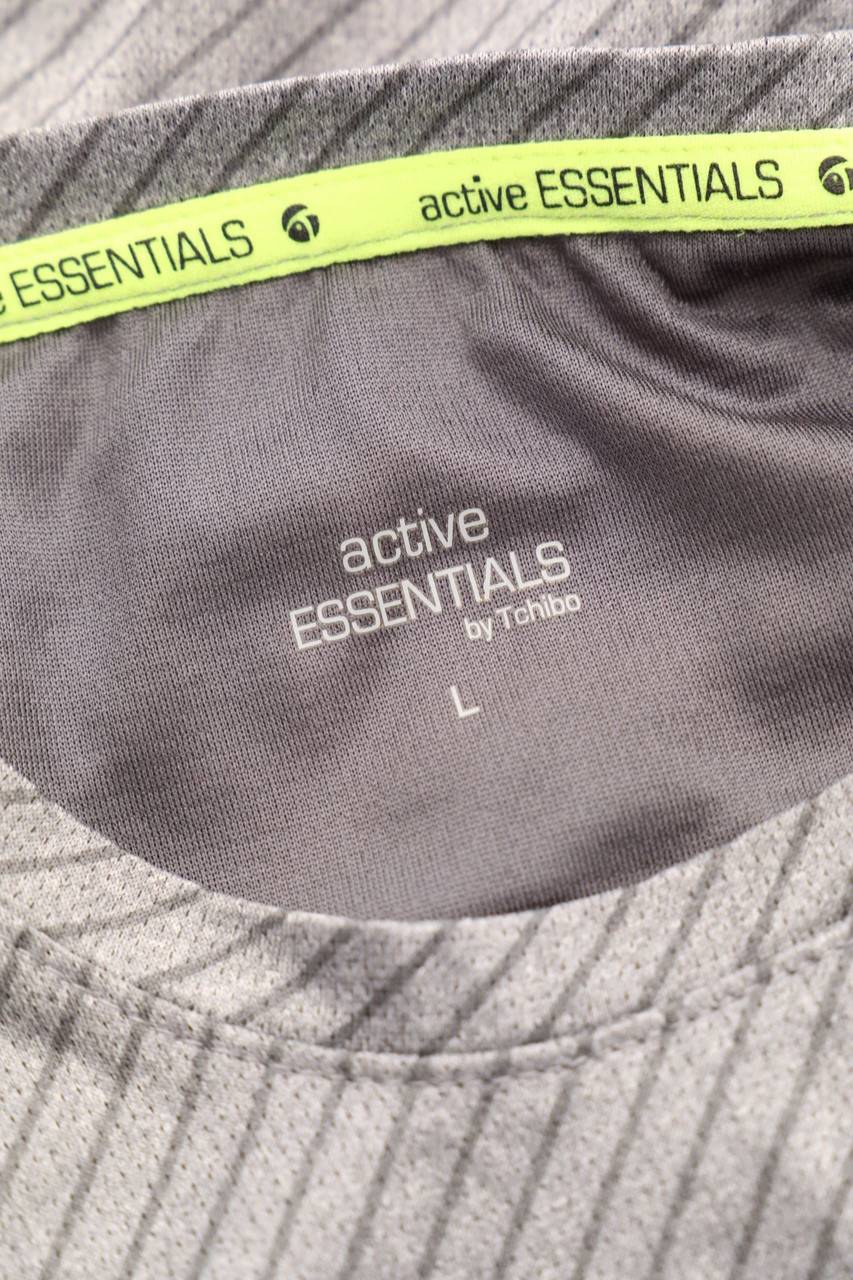 e ESSENTIALS active ESSENTIALS
active
ESSENTIALS
by Tchibo
L